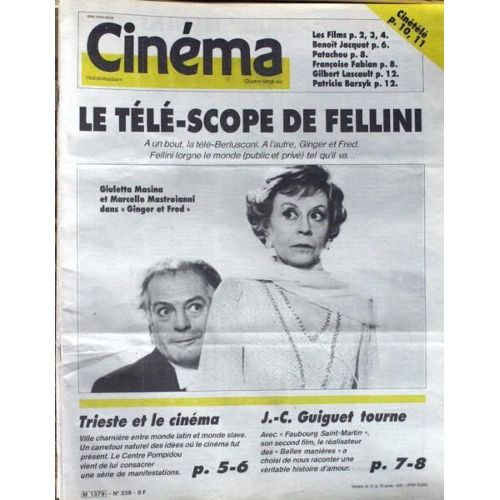 Cinéma
Hebdomadaire
Quatre-vingt-six
Les Films p. 2, 3, 4.
Benoît Jacquot p. 6.
Patachou p. 8.
Françoise Fabian p. 8.
Gilbert Lascault p. 12.
Patricia Barzyk p. 12.
Cinétélé
p. 10, 11
LE TÉLÉ-SCOPE DE FELLINI
A un bout, la télé-Berlusconi. A l'autre, Ginger et Fred.
Fellini lorgne le monde (public et privé) tel qu'il va...
Giuletta Masina
et Marcello Mastroianni
dans « Ginger et Fred »
Trieste et le cinéma
Ville charnière entre monde latin et monde slave.
Un carrefour naturel des idées où le cinéma fut
présent. Le Centre Pompidou
vient de lui consacrer
une série de manifestations.
p. 5-6
J.-C. Guiguet tourne
Avec « Faubourg Saint-Martin »,
son second film, le réalisateur
des « Belles manières » a
choisi de nous raconter une
véritable histoire d'amour.
p. 7-8
M 1379 - N° 338 - 8 F